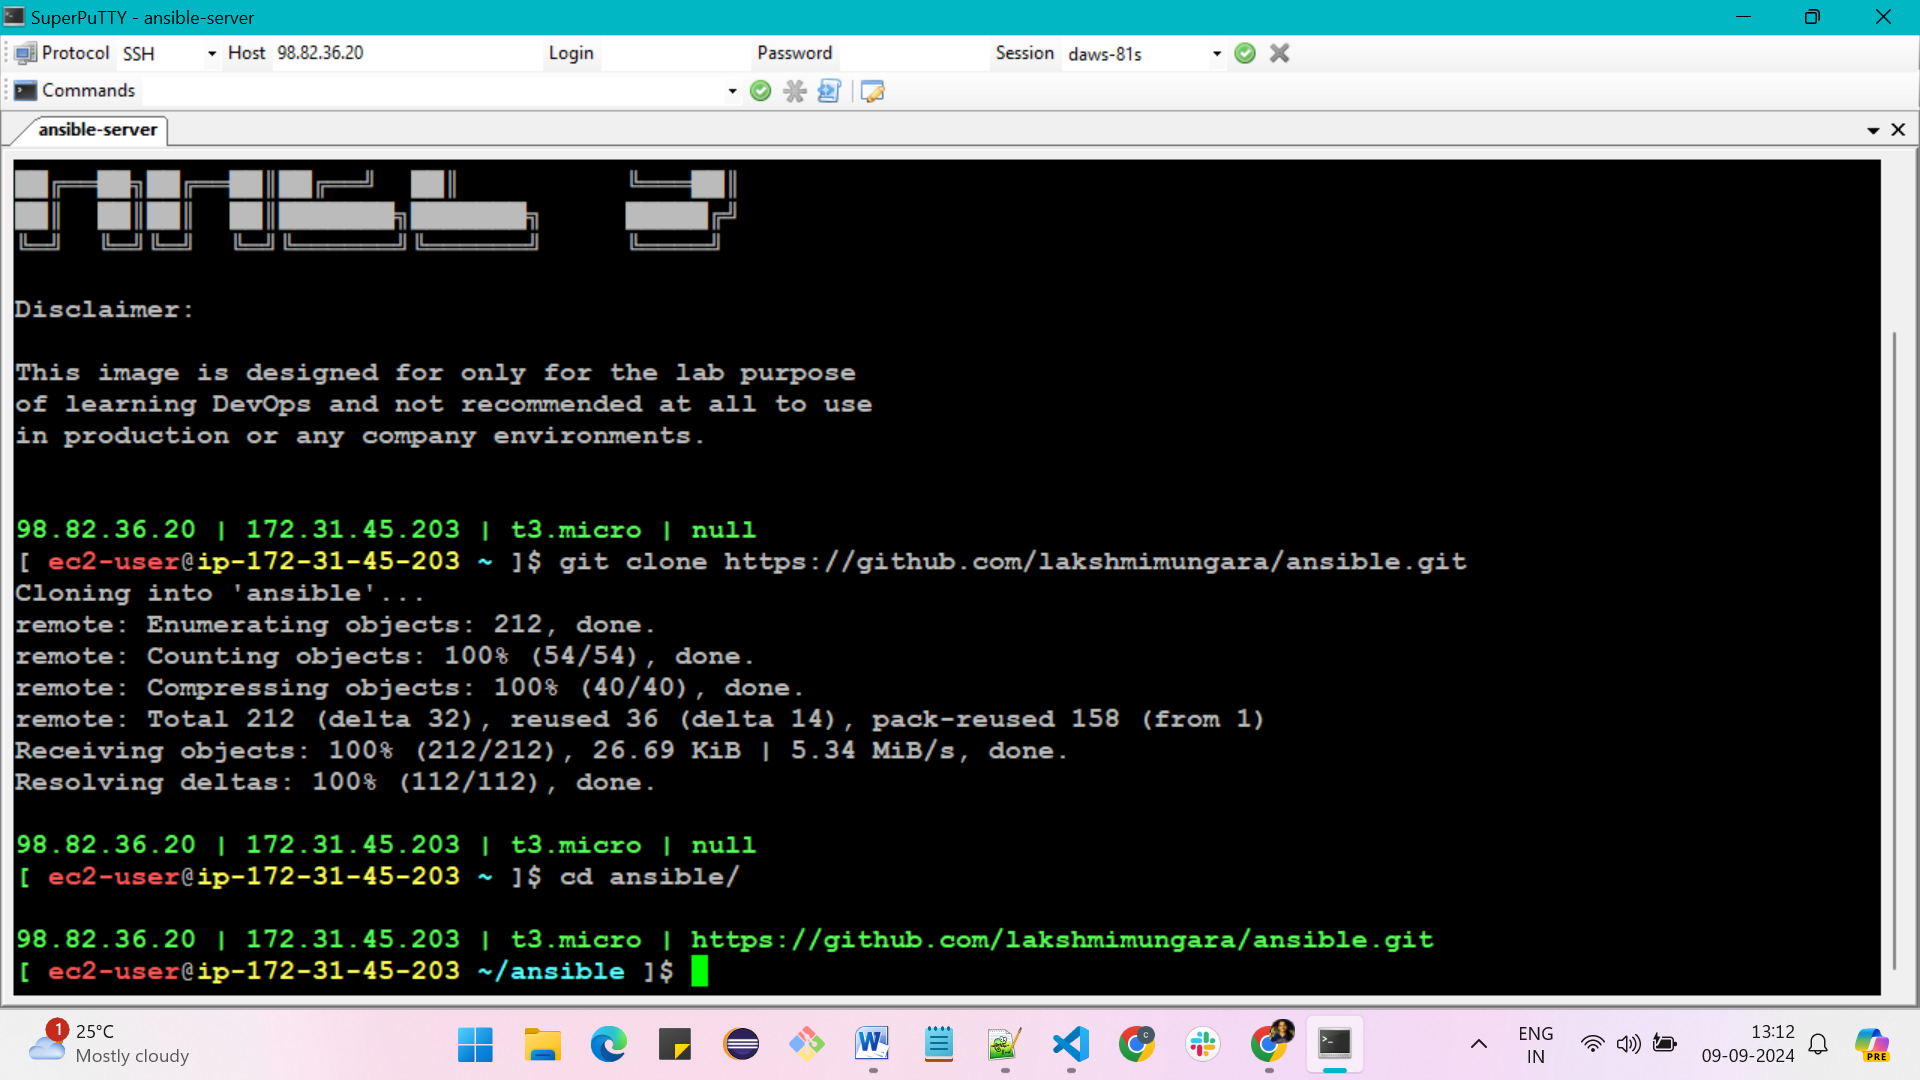 SuperPuTTY - ansible-server
Protocol SSH Host 98.82.36.20 Login Password Session daws-81s
Commands
ansible-server
Disclaimer:
This image is designed for only for the lab purpose
of learning DevOps and not recommended at all to use
in production or any company environments.
98.82.36.20 | 172.31.45.203 | t3.micro | null
[ ec2-user@ip-172-31-45-203 ~ ]$ git clone https://github.com/lakshmimungara/ansible.git
Cloning into 'ansible'...
remote: Enumerating objects: 212, done.
remote: Counting objects: 100% (54/54), done.
remote: Compressing objects: 100% (40/40), done.
remote: Total 212 (delta 32), reused 36 (delta 14), pack-reused 158 (from 1)
Receiving objects: 100% (212/212), 26.69 KiB | 5.34 MiB/s, done.
Resolving deltas: 100% (112/112), done.
98.82.36.20 | 172.31.45.203 | t3.micro | null
[ ec2-user@ip-172-31-45-203 ~ ]$ cd ansible/
98.82.36.20 | 172.31.45.203 | t3.micro | https://github.com/lakshmimungara/ansible.git
[ ec2-user@ip-172-31-45-203 ~/ansible ]$
1
25°C
Mostly cloudy
ENG
IN
13:12
09-09-2024
PRE